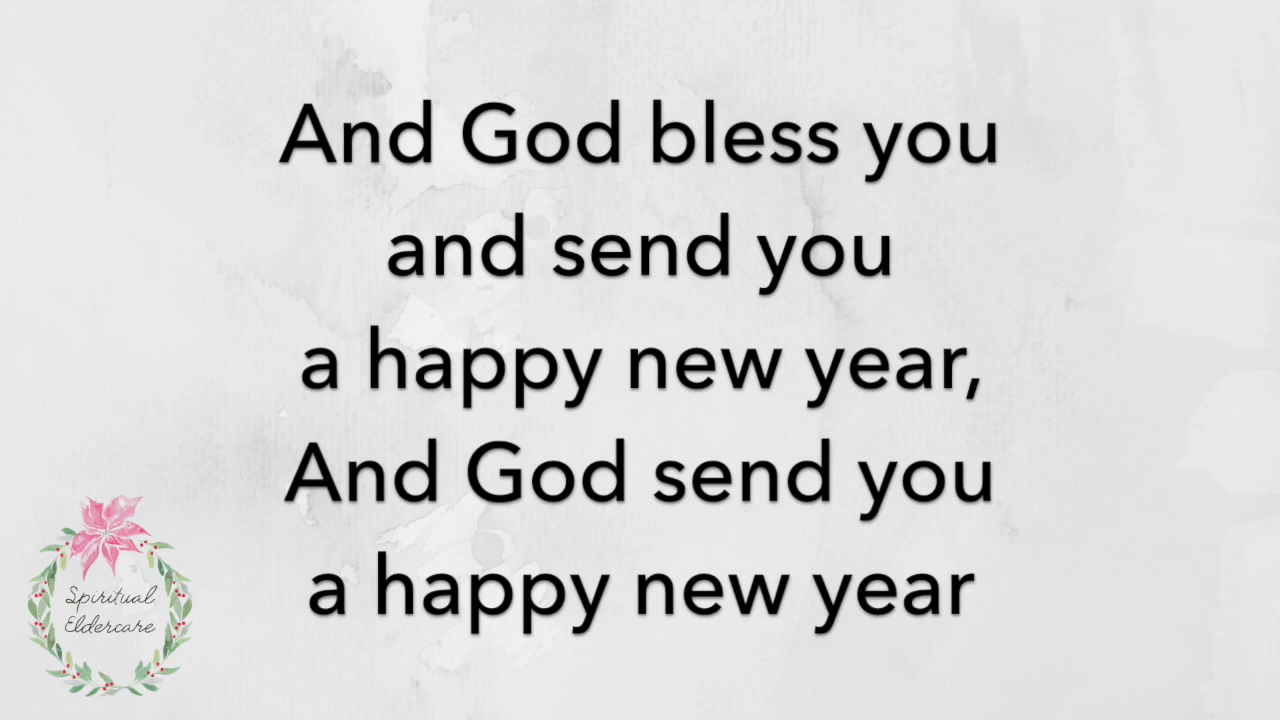 And God bless you
and send you
a happy new year,
And God send you
a happy new year
Spiritual
Eldercare